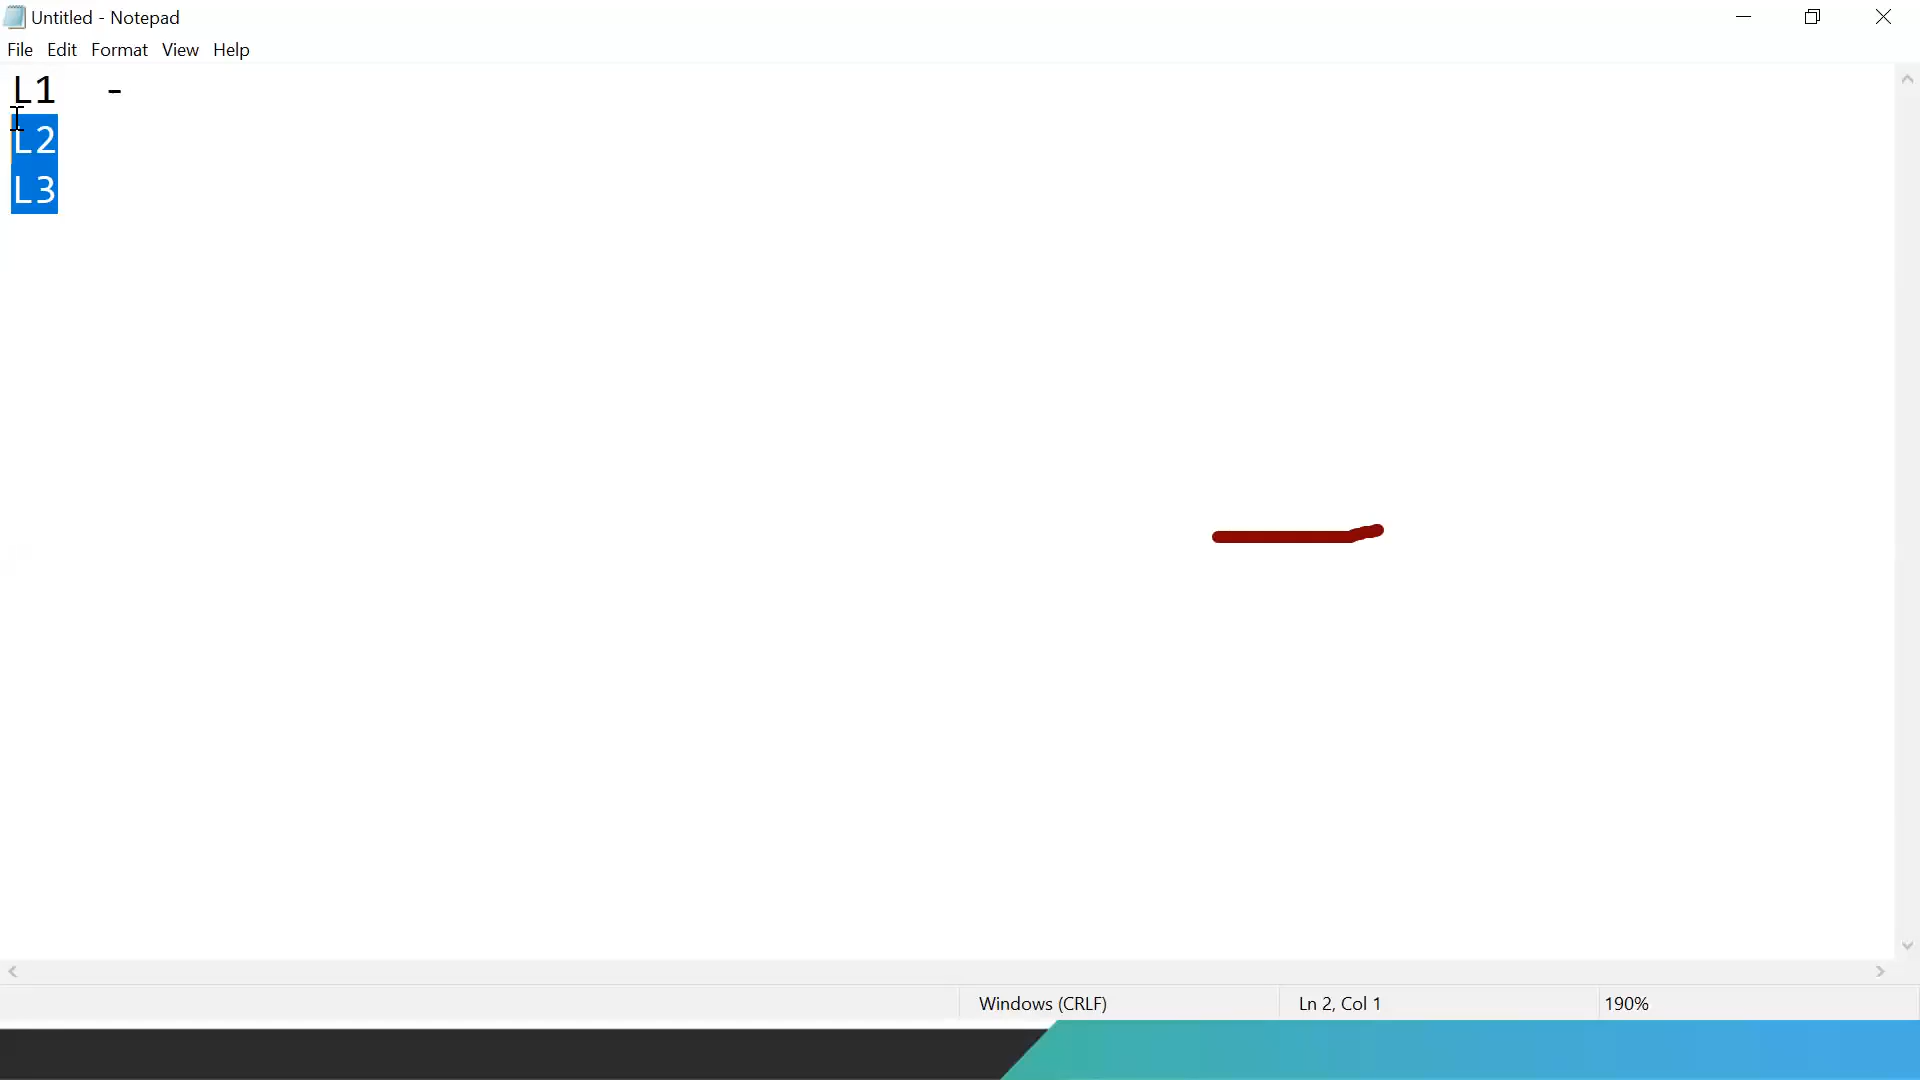 Untitled - Notepad
File Edit Format View Help
L1 -
L2
L3
Windows (CRLF) Ln 2, Col 1 190%